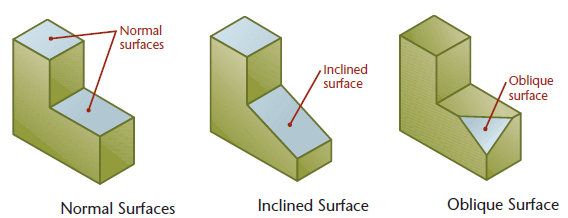 Normal
surfaces
Inclined
surface
Oblique
surface
Normal Surfaces
Inclined Surface
Oblique Surface